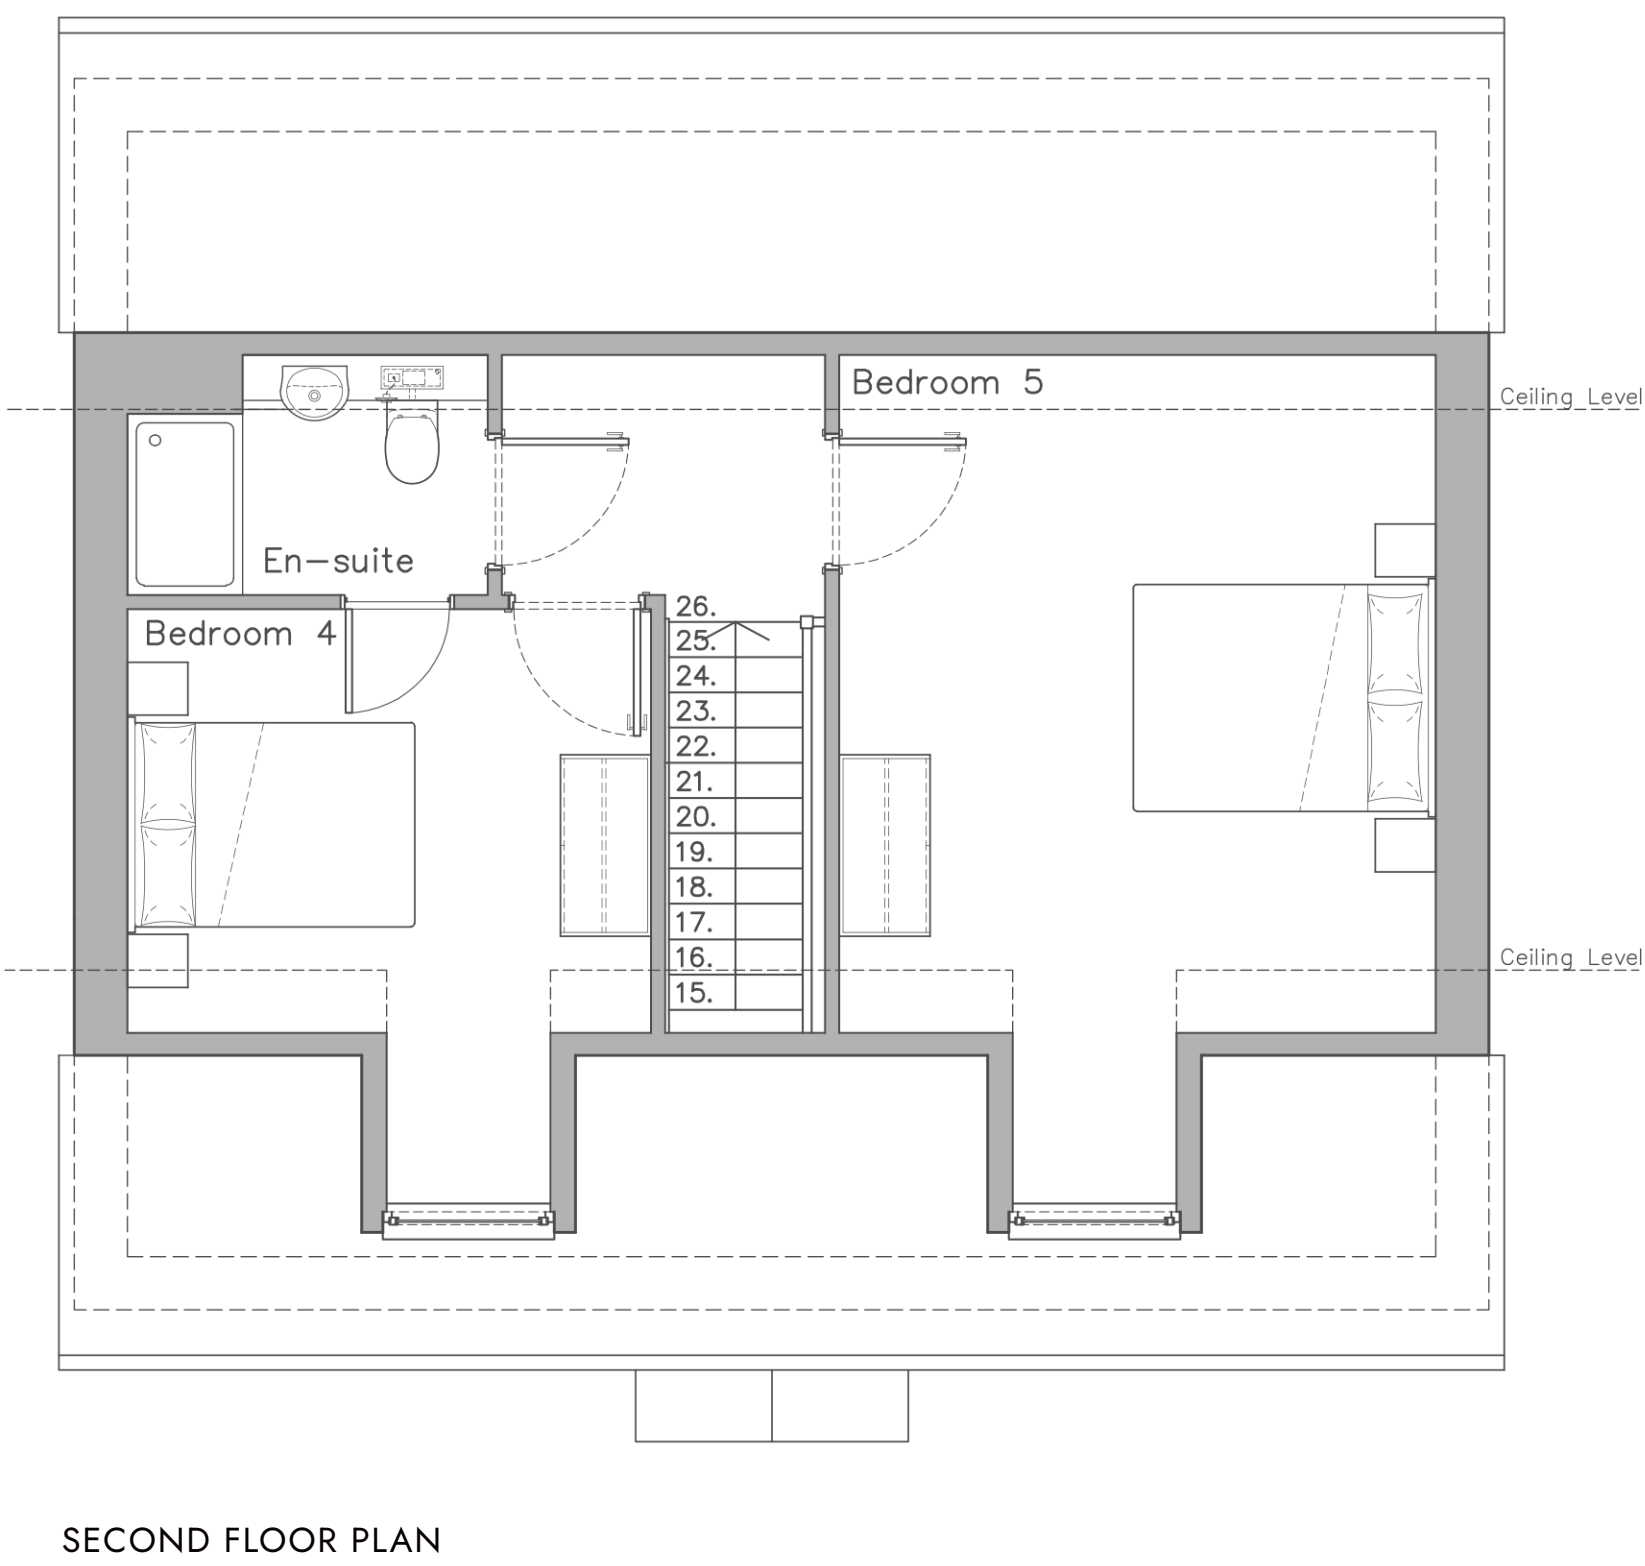 Bedroom 5
Ceiling Level
En-suite
Bedroom 4
26.
25.
24.
23.
22.
21.
20.
19.
18.
17.
16.
15.
Ceiling Level
SECOND FLOOR PLAN